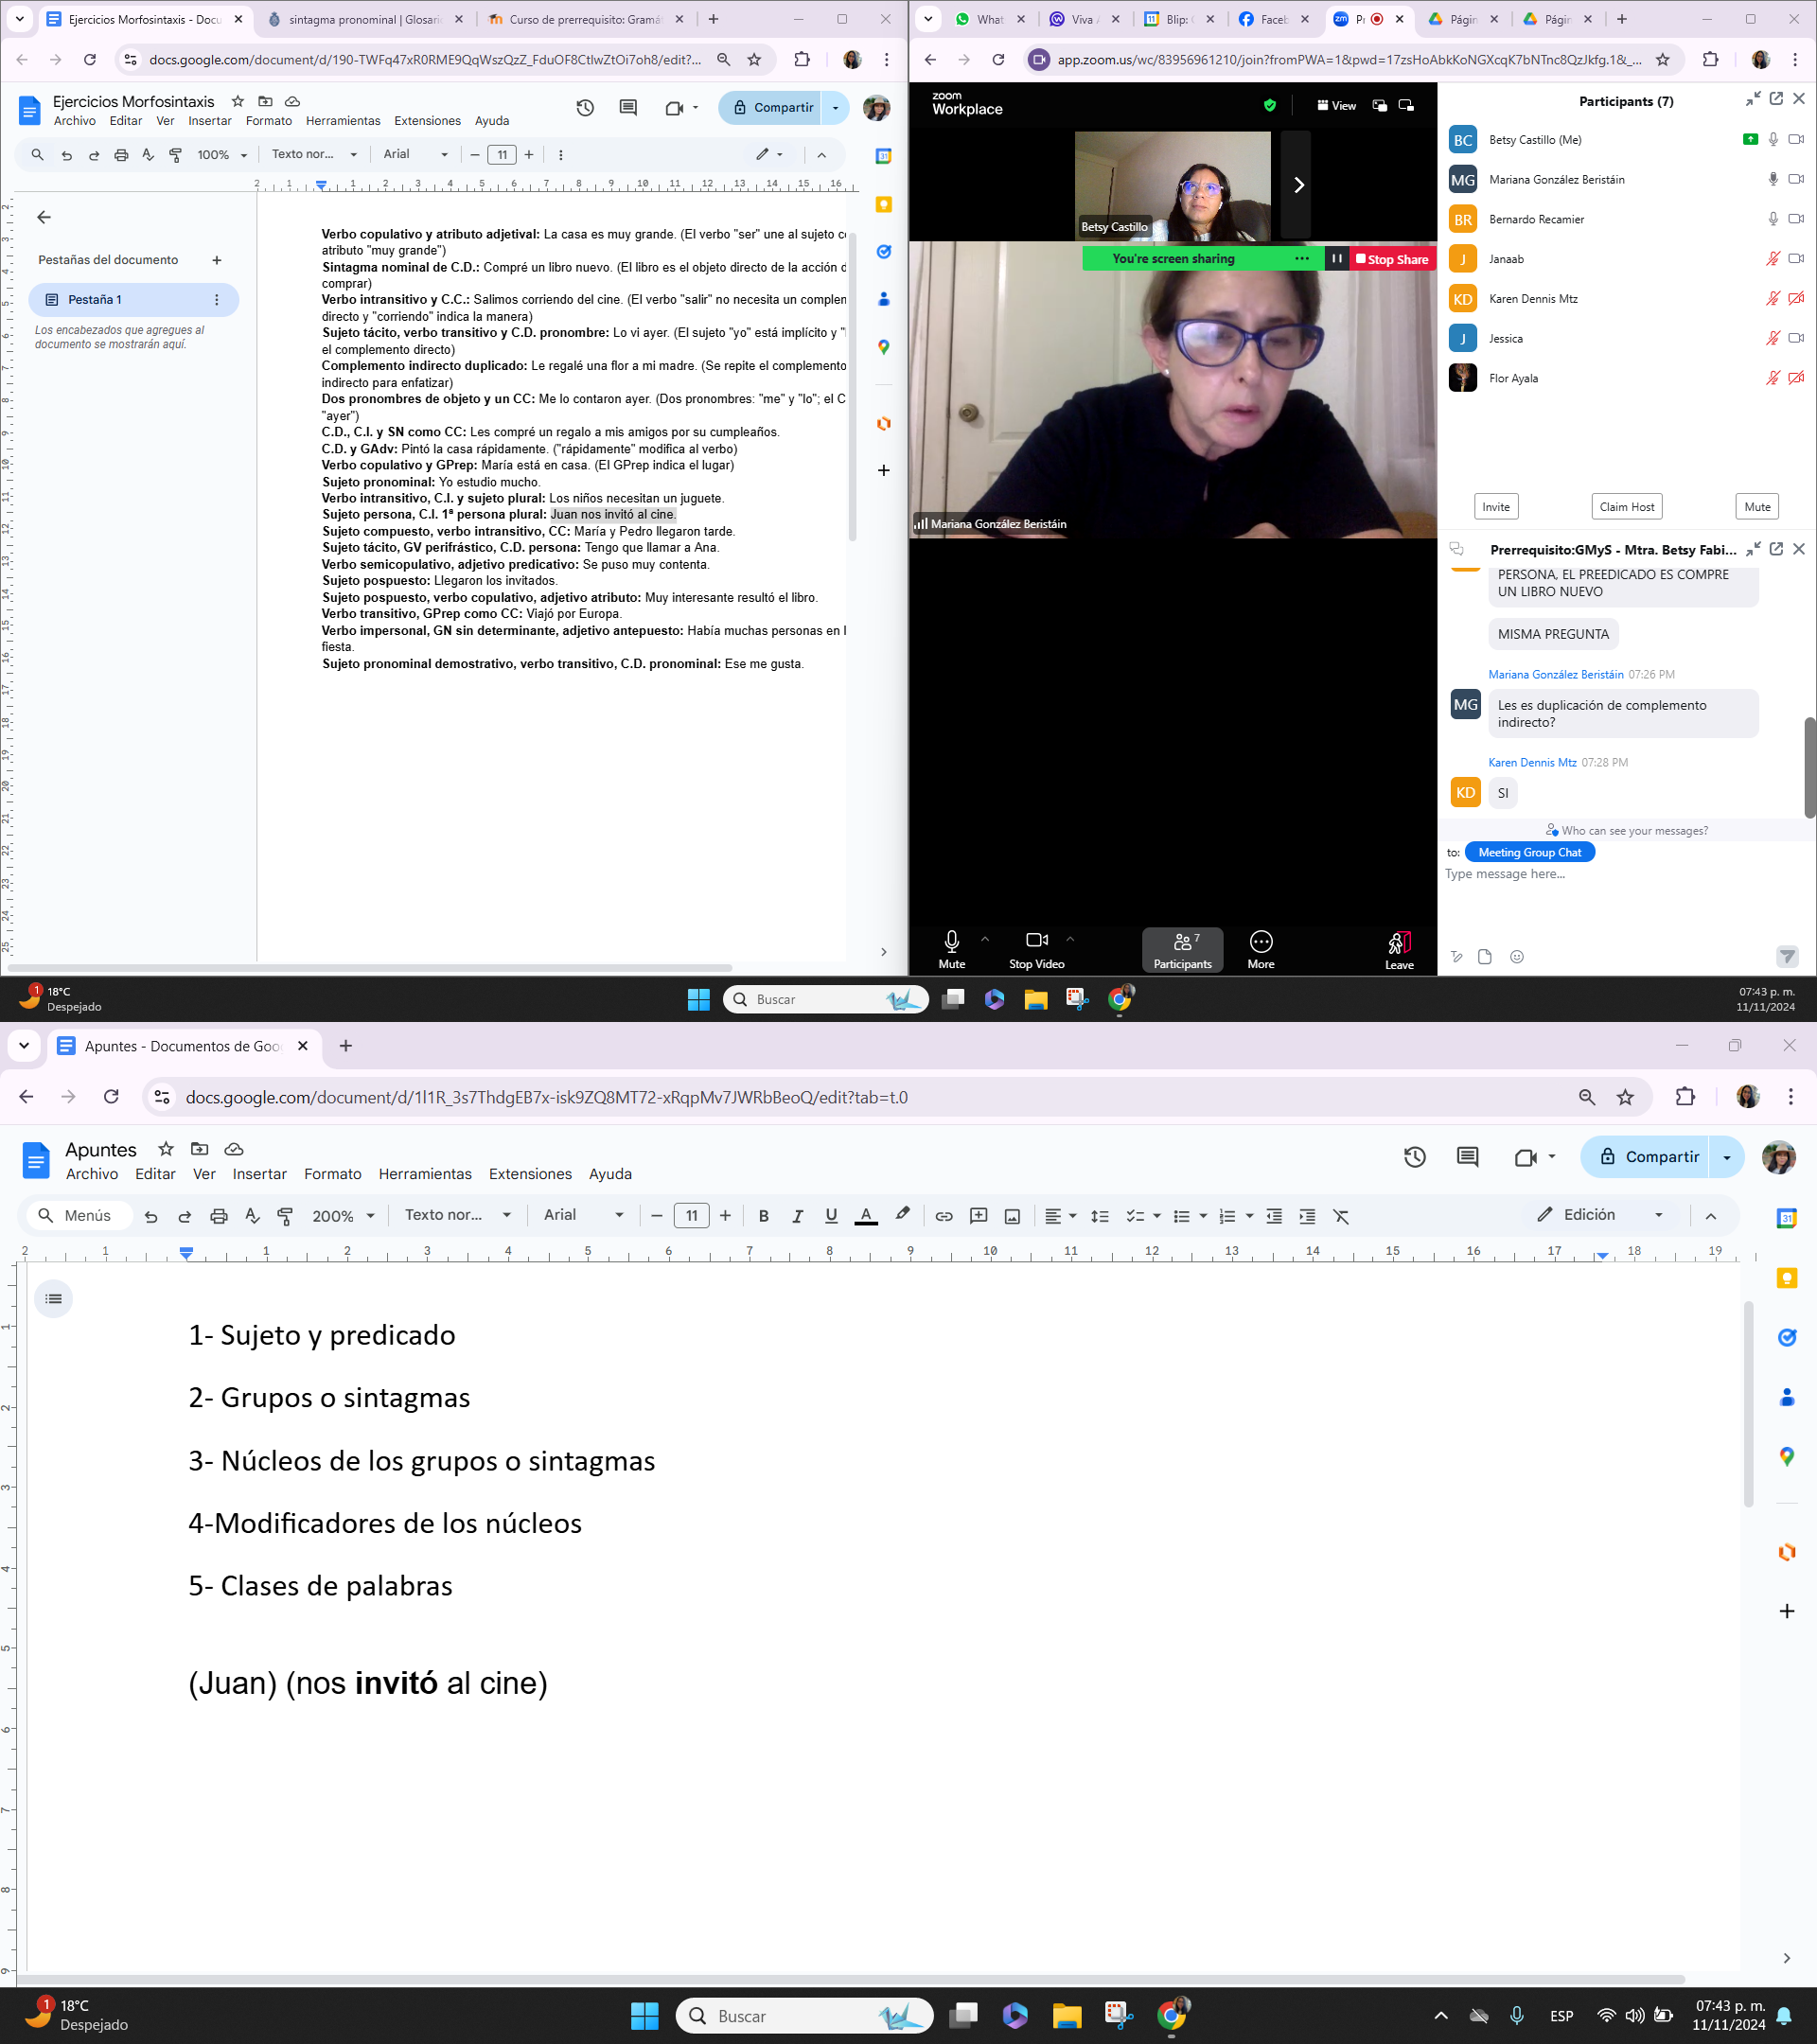 Ejercicios Morfosintaxis - Docu
sintagma pronominal | Glosari
Curso de prerrequisito: Gramát
docs.google.com/document/d/190-TWFq47xR0RME9QqWszQzZ_FduOF8CtIwZtOi7oh8/edit?...
Ejercicios Morfosintaxis
Archivo Editar Ver Insertar Formato Herramientas Extensiones Ayuda
Compartir
100% Texto nor... Arial 11
Pestañas del documento
Pestaña 1
Los encabezados que agregues al
documento se mostrarán aquí.
Verbo copulativo y atributo adjetival: La casa es muy grande. (El verbo "ser" une al sujeto c
atributo "muy grande")
Sintagma nominal de C.D.: Compré un libro nuevo. (El libro es el objeto directo de la acción d
comprar)
Verbo intransitivo y C.C.: Salimos corriendo del cine. (El verbo "salir" no necesita un complen
directo y "corriendo" indica la manera)
Sujeto tácito, verbo transitivo y C.D. pronombre: Lo vi ayer. (El sujeto "yo" está implícito y "
el complemento directo)
Complemento indirecto duplicado: Le regalé una flor a mi madre. (Se repite el complemento
indirecto para enfatizar)
Dos pronombres de objeto y un CC: Me lo contaron ayer. (Dos pronombres: "me" y "lo"; el C
"ayer")
C.D., C.I. y SN como CC: Les compré un regalo a mis amigos por su cumpleaños.
C.D. y GAdv: Pintó la casa rápidamente. ("rápidamente" modifica al verbo)
Verbo copulativo y GPrep: María está en casa. (El GPrep indica el lugar)
Sujeto pronominal: Yo estudio mucho.
Verbo intransitivo, C.I. y sujeto plural: Los niños necesitan un juguete.
Sujeto persona, C.I. 1ª persona plural: Juan nos invitó al cine.
Sujeto compuesto, verbo intransitivo, CC: María y Pedro llegaron tarde.
Sujeto tácito, GV perifrástico, C.D. persona: Tengo que llamar a Ana.
Verbo semicopulativo, adjetivo predicativo: Se puso muy contenta.
Sujeto pospuesto: Llegaron los invitados.
Sujeto pospuesto, verbo copulativo, adjetivo atributo: Muy interesante resultó el libro.
Verbo transitivo, GPrep como CC: Viajó por Europa.
Verbo impersonal, GN sin determinante, adjetivo antepuesto: Había muchas personas en l
fiesta.
Sujeto pronominal demostrativo, verbo transitivo, C.D. pronominal: Ese me gusta.
What Viva Blip: Faceb Pr Págin Págin
app.zoom.us/wc/83956961210/join?fromPWA=1&pwd=17zsHoAbkKoNGXcqK7bNTnc8QzJkfg.1&_...
zoom
Workplace
View
Betsy Castillo
You're screen sharing
Stop Share
Mariana González Beristáin
Mute Stop Video Participants 7 More Leave
Participants (7)
BC Betsy Castillo (Me)
MG Mariana González Beristáin
BR Bernardo Recamier
J Janaab
KD Karen Dennis Mtz
J Jessica
Flor Ayala
Invite Claim Host Mute
Prerrequisito:GMyS - Mtra. Betsy Fabi...
PERSONA, EL PREEDICADO ES COMPRE
UN LIBRO NUEVO
MISMA PREGUNTA
Mariana González Beristáin 07:26 PM
MG
Les es duplicación de complemento
indirecto?
Karen Dennis Mtz 07:28 PM
KD SI
Who can see your messages?
to: Meeting Group Chat
Type message here...
1 18°C
Despejado
Buscar
07:43 p. m.
11/11/2024
Apuntes - Documentos de Goo
docs.google.com/document/d/1l1R_3s7ThdgEB7x-isk9ZQ8MT72-xRqpMv7JWRbBeoQ/edit?tab=t.0
Apuntes
Archivo Editar Ver Insertar Formato Herramientas Extensiones Ayuda
Compartir
Menús 200% Texto nor... Arial 11 Edición
1- Sujeto y predicado
2- Grupos o sintagmas
3- Núcleos de los grupos o sintagmas
4-Modificadores de los núcleos
5- Clases de palabras
(Juan) (nos invitó al cine)
1 18°C
Despejado
Buscar
ESP
07:43 p. m.
11/11/2024